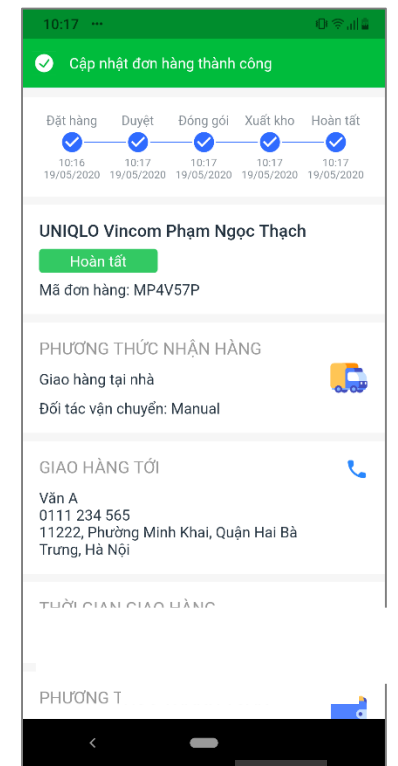 10:17 ...
Cập nhật đơn hàng thành công
Đặt hàng Duyệt Đóng gói Xuất kho Hoàn tất
10:16 10:17 10:17 10:17 10:17
19/05/2020 19/05/2020 19/05/2020 19/05/2020 19/05/2020
UNIQLO Vincom Phạm Ngọc Thạch
Hoàn tất
Mã đơn hàng: MP4V57P
PHƯƠNG THỨC NHẬN HÀNG
Giao hàng tại nhà
Đối tác vận chuyển: Manual
GIAO HÀNG TỚI
Văn A
0111 234 565
11222, Phường Minh Khai, Quận Hai Bà
Trưng, Hà Nội
THỜI GIAN GIAO HÀNG
PHƯƠNG T